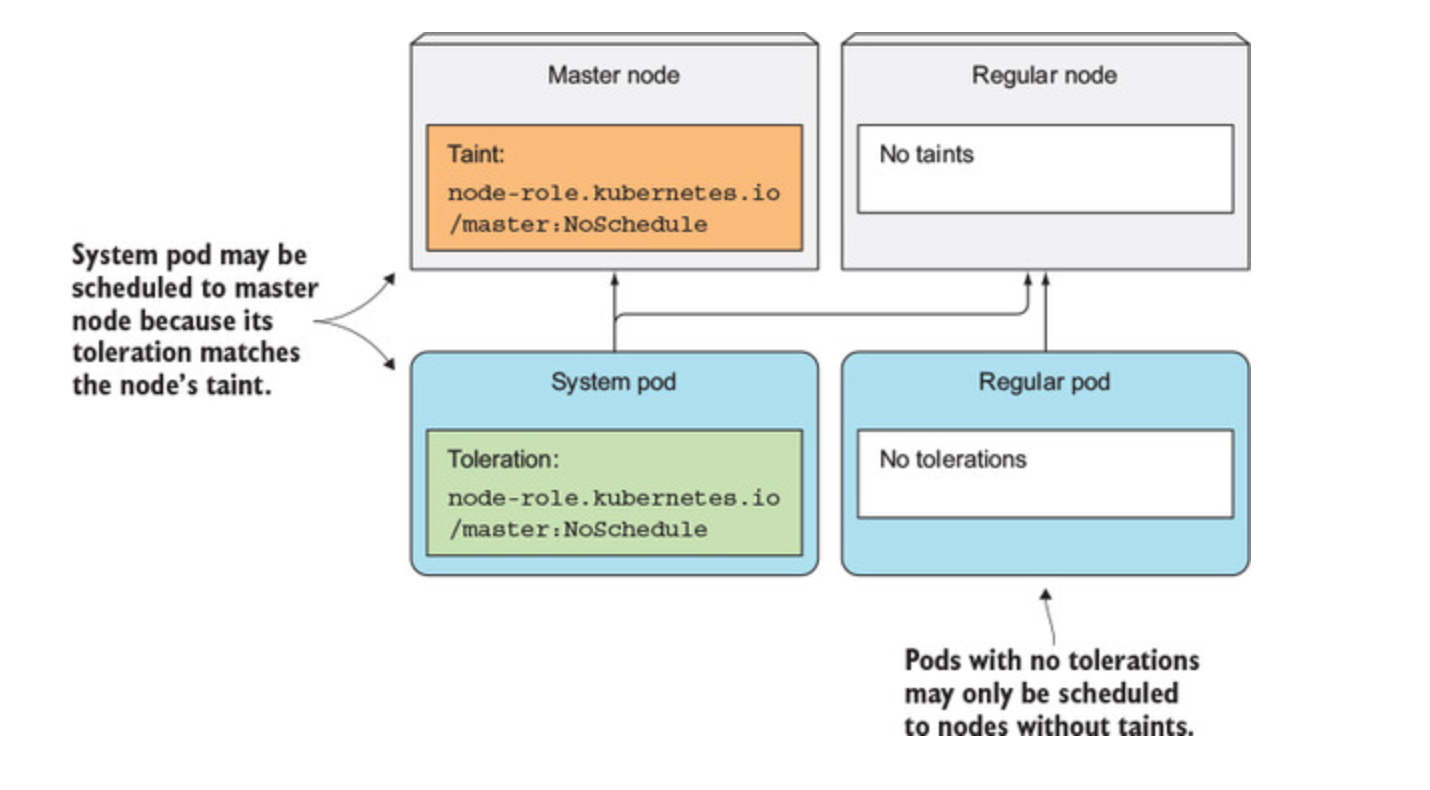 Master node
Taint:
node-role.kubernetes.io
/master:NoSchedule
Regular node
No taints
System pod may be
scheduled to master
node because its
toleration matches
the node’s taint.
System pod
Toleration:
node-role.kubernetes.io
/master:NoSchedule
Regular pod
No tolerations
Pods with no tolerations
may only be scheduled
to nodes without taints.